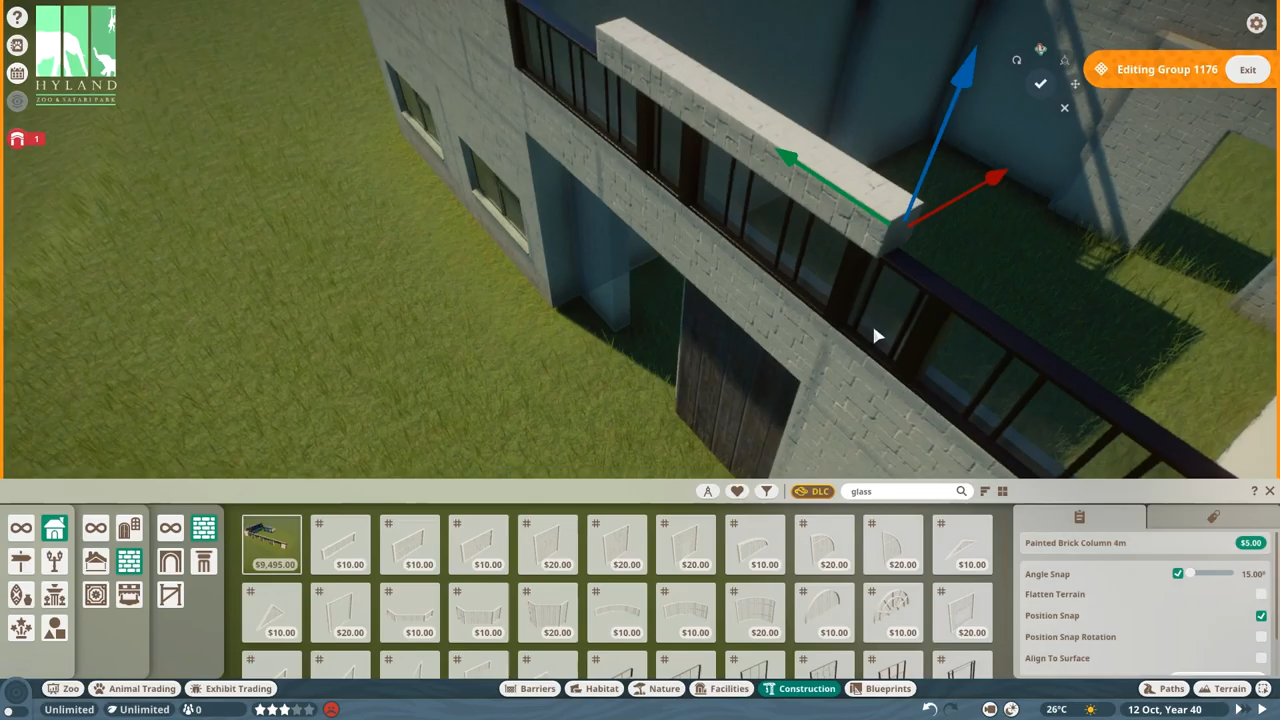 HYLAND
ZOO & SAFARI PARK
1
Editing Group 1176
Exit
DLC
glass
?
$9,495.00
$10.00
$10.00
$10.00
$20.00
$20.00
$20.00
$10.00
$20.00
$20.00
$10.00
$10.00
$20.00
$10.00
$10.00
$20.00
$10.00
$10.00
$20.00
$10.00
$10.00
$20.00
Painted Brick Column 4m
$5.00
Angle Snap
15.00°
Flatten Terrain
Position Snap
Position Snap Rotation
Align To Surface
Zoo
Animal Trading
Exhibit Trading
Barriers
Habitat
Nature
Facilities
Construction
Blueprints
Paths
Terrain
Unlimited
Unlimited
0
26°C
12 Oct, Year 40